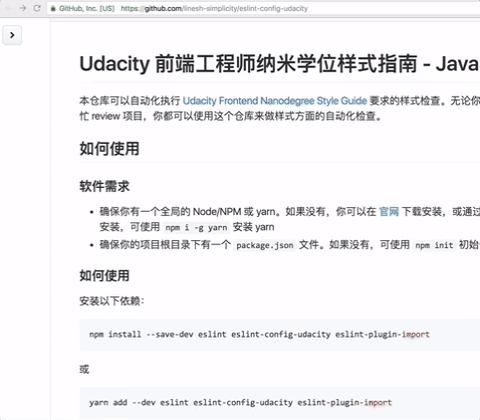 GitHub, Inc. [US] https://github.com/linesh-simplicity/eslint-config-udacity
Udacity 前端工程师纳米学位样式指南 - Java
本仓库可以自动化执行 Udacity Frontend Nanodegree Style Guide 要求的样式检查。无论你
忙 review 项目，你都可以使用这个仓库来做样式方面的自动化检查。
如何使用
软件需求
确保你有一个全局的 Node/NPM 或 yarn。如果没有，你可以在 官网 下载安装，或通过
安装，可使用 npm i -g yarn 安装 yarn
确保你的项目根目录下有一个 package.json 文件。如果没有，可使用 npm init 初始
如何使用
安装以下依赖：
npm install --save-dev eslint eslint-config-udacity eslint-plugin-import
或
yarn add --dev eslint eslint-config-udacity eslint-plugin-import